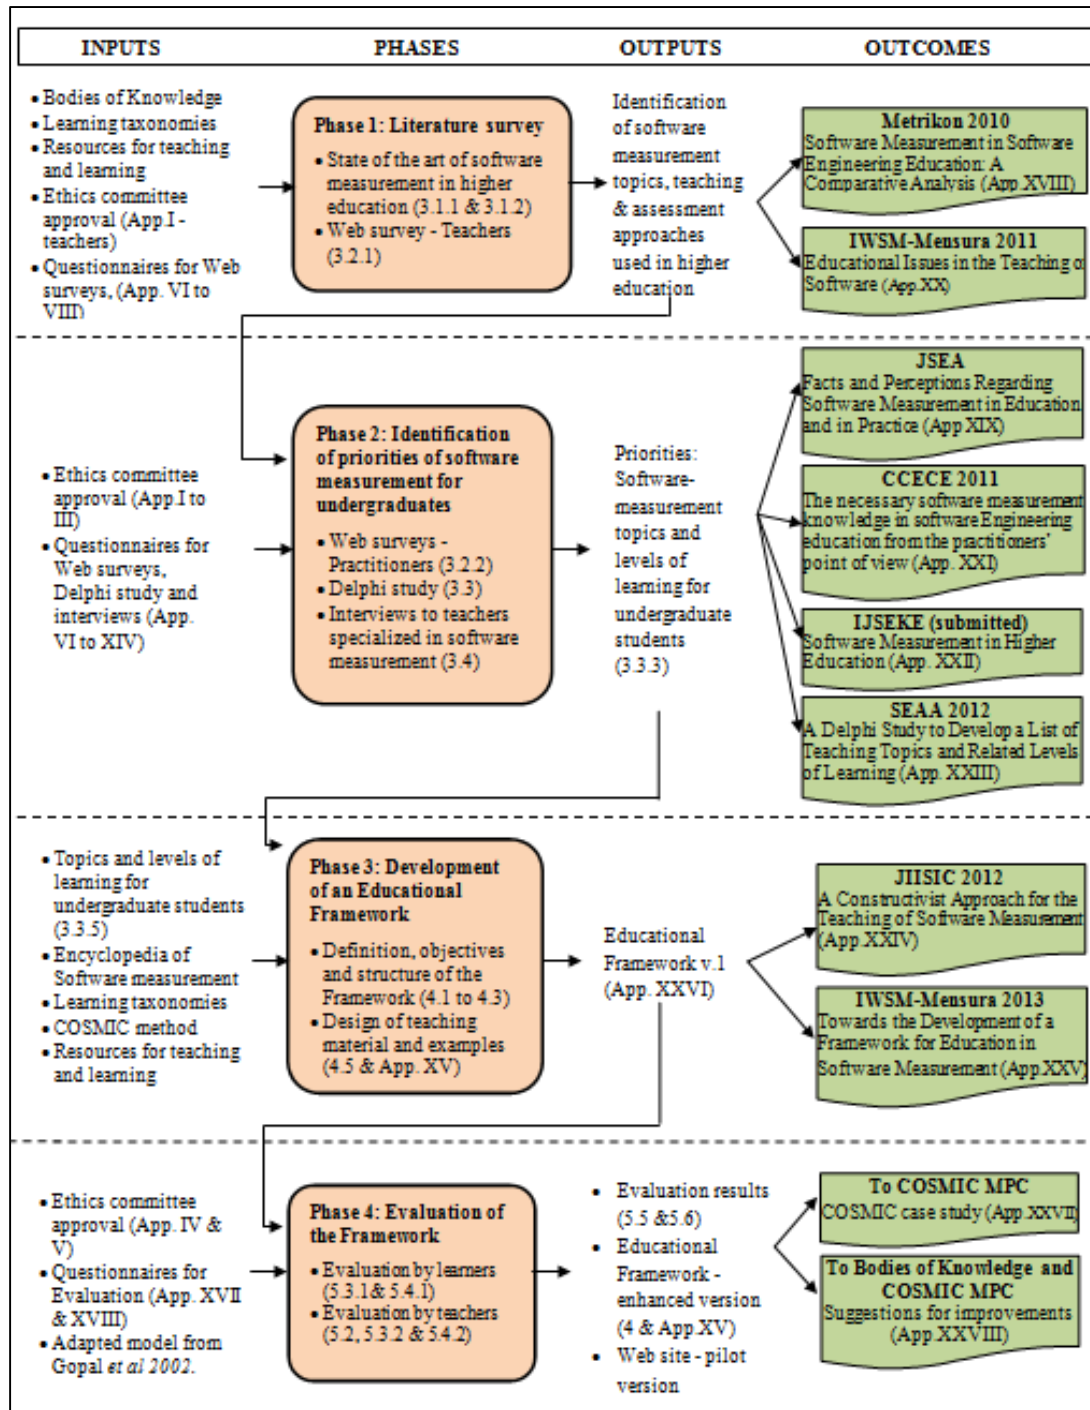 INPUTS PHASES OUTPUTS OUTCOMES
• Bodies of Knowledge
• Learning taxonomies
• Resources for teaching
and learning
• Ethics committee
approval (App.I -
teachers)
• Questionnaires for Web
surveys, (App. VI to
VIII)
Phase 1: Literature survey
• State of the art of software
measurement in higher
education (3.1.1 & 3.1.2)
• Web survey - Teachers
(3.2.1)
Identification
of software
measurement
topics, teaching
& assessment
approaches
used in higher
education
Metrikon 2010
Software Measurement in Software
Engineering Education: A
Comparative Analysis (App.XVIII)
IWSM-Mensura 2011
Educational Issues in the Teaching o
Software (App.XX)
• Ethics committee
approval (App.I to
III)
• Questionnaires for
Web surveys,
Delphi study and
interviews (App.
VI to XIV)
Phase 2: Identification
of priorities of software
measurement for
undergraduates
• Web surveys -
Practitioners (3.2.2)
• Delphi study (3.3)
• Interviews to teachers
specialized in software
measurement (3.4)
Priorities:
Software-
measurement
topics and
levels of
learning for
undergraduate
students
(3.3.3)
JSEA
Facts and Perceptions Regarding
Software Measurement in Education
and in Practice (App XIX)
CCECE 2011
The necessary software measurement
knowledge in software Engineering
education from the practitioners'
point of view (App. XXI)
IJSEKE (submitted)
Software Measurement in Higher
Education (App. XXII)
SEAA 2012
A Delphi Study to Develop a List of
Teaching Topics and Related Levels
of Learning (App. XXIII)
• Topics and levels of
learning for
undergraduate students
(3.3.5)
• Encyclopedia of
Software measurement
• Learning taxonomies
• COSMIC method
• Resources for teaching
and learning
Phase 3: Development
of an Educational
Framework
• Definition, objectives
and structure of the
Framework (4.1 to 4.3)
• Design of teaching
material and examples
(4.5 & App. XV)
Educational
Framework v.1
(App. XXVI)
JIISIC 2012
A Constructivist Approach for the
Teaching of Software Measurement
(App.XXIV)
IWSM-Mensura 2013
Towards the Development of a
Framework for Education in
Software Measurement (App.XXV)
• Ethics committee
approval (App. IV &
V)
• Questionnaires for
Evaluation (App. XVII
& XVIII)
• Adapted model from
Gopal et al 2002.
Phase 4: Evaluation of
the Framework
• Evaluation by learners
(5.3.1& 5.4.1)
• Evaluation by teachers
(5.2, 5.3.2 & 5.4.2)
• Evaluation results
(5.5 &5.6)
• Educational
Framework -
enhanced version
(4 & App.XV)
• Web site - pilot
version
To COSMIC MPC
COSMIC case study (App.XXVII)
To Bodies of Knowledge and
COSMIC MPC
Suggestions for improvements
(App.XXVIII)